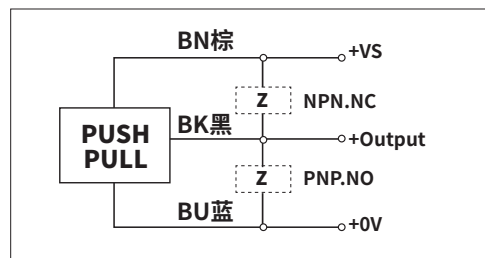 BN棕
+VS
Z
NPN.NC
PUSH
PULL
BK黑
+Output
Z
PNP.NO
BU蓝
+0V